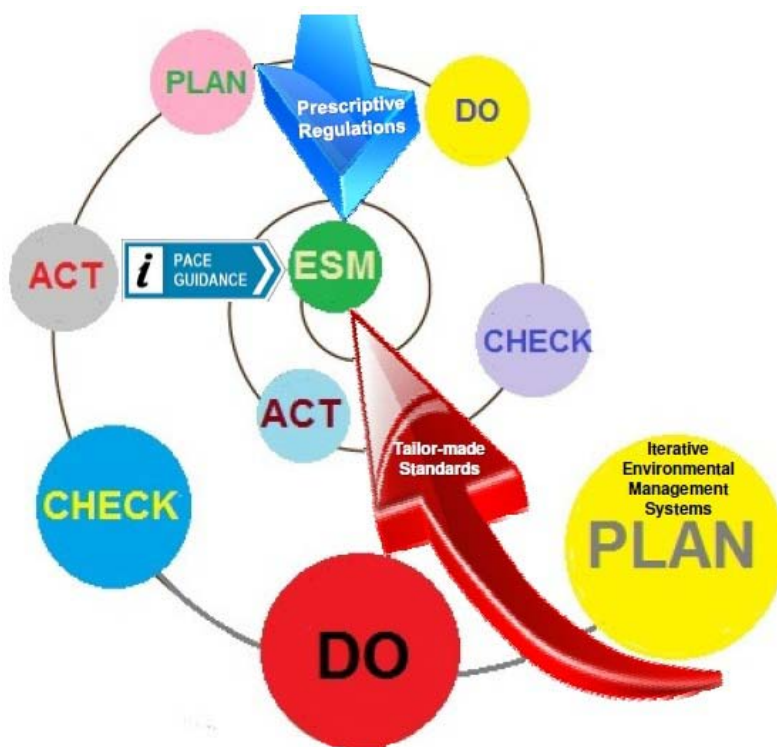 PLAN
Prescriptive
Regulations
DO
ACT
i
PACE
GUIDANCE
ESM
CHECK
ACT
Tailor-made
Standards
Iterative
Environmental
Management
Systems
PLAN
CHECK
DO